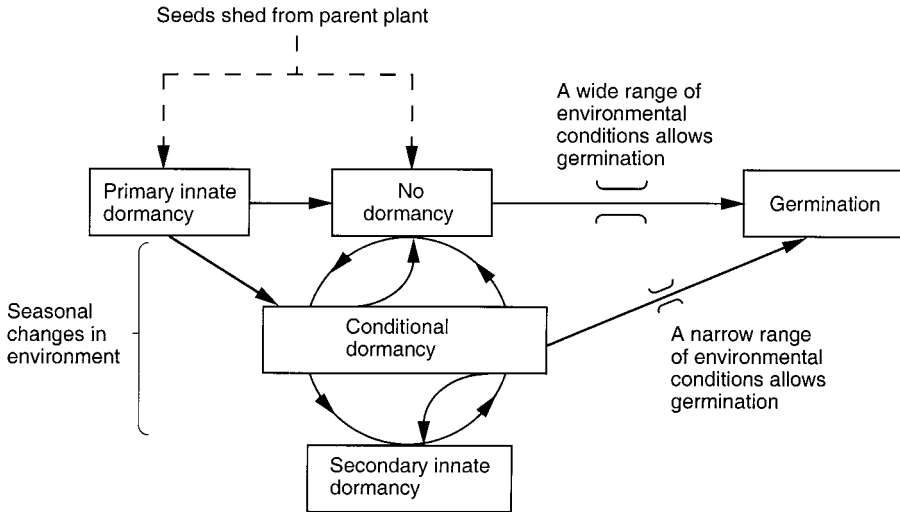 Seeds shed from parent plant
A wide range of
environmental
conditions allows
germination
Primary innate
dormancy
No
dormancy
Germination
Seasonal
changes in
environment
Conditional
dormancy
A narrow range
of environmental
conditions allows
germination
Secondary innate
dormancy